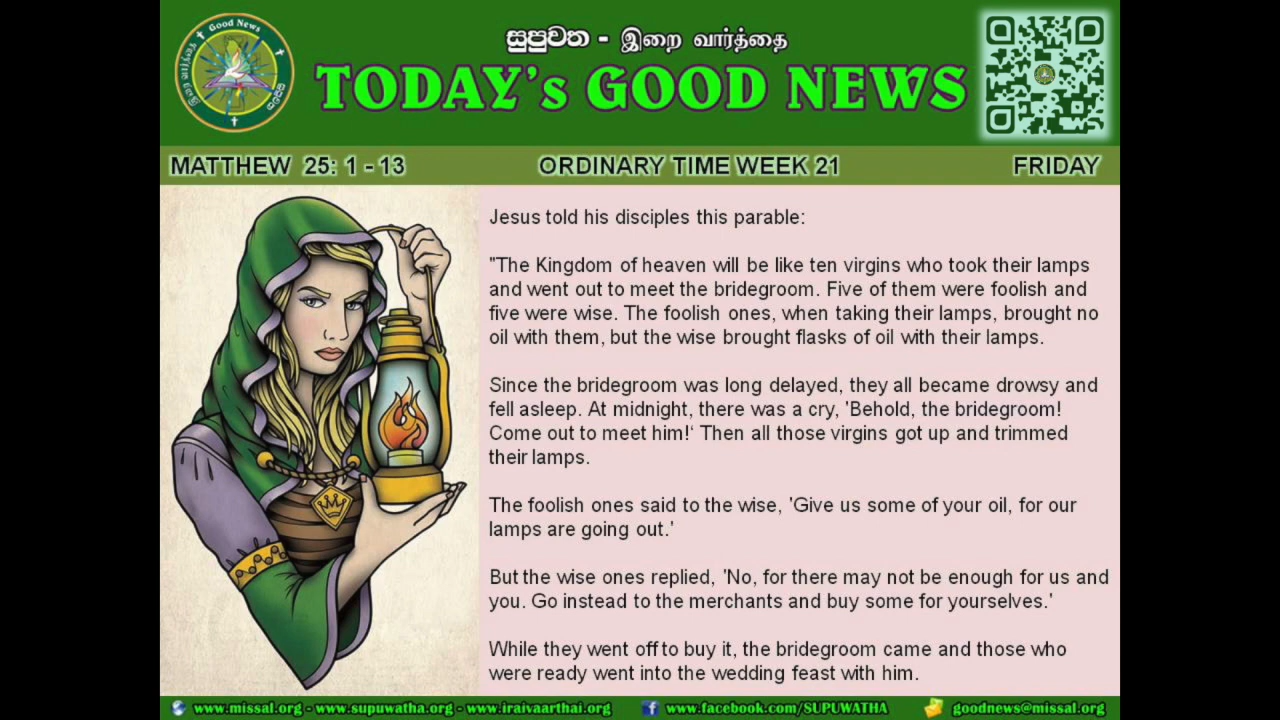 Good News
සුපුවත - இறை வார்த்தை
TODAY's GOOD NEWS
MATTHEW 25: 1 - 13 ORDINARY TIME WEEK 21 FRIDAY
Jesus told his disciples this parable:
"The Kingdom of heaven will be like ten virgins who took their lamps
and went out to meet the bridegroom. Five of them were foolish and
five were wise. The foolish ones, when taking their lamps, brought no
oil with them, but the wise brought flasks of oil with their lamps.
Since the bridegroom was long delayed, they all became drowsy and
fell asleep. At midnight, there was a cry, 'Behold, the bridegroom!
Come out to meet him!‘ Then all those virgins got up and trimmed
their lamps.
The foolish ones said to the wise, 'Give us some of your oil, for our
lamps are going out.'
But the wise ones replied, 'No, for there may not be enough for us and
you. Go instead to the merchants and buy some for yourselves.'
While they went off to buy it, the bridegroom came and those who
were ready went into the wedding feast with him.
www.missal.org - www.supuwatha.org - www.iraivaarthai.org www.facebook.com/SUPUWATHA goodnews@missal.org